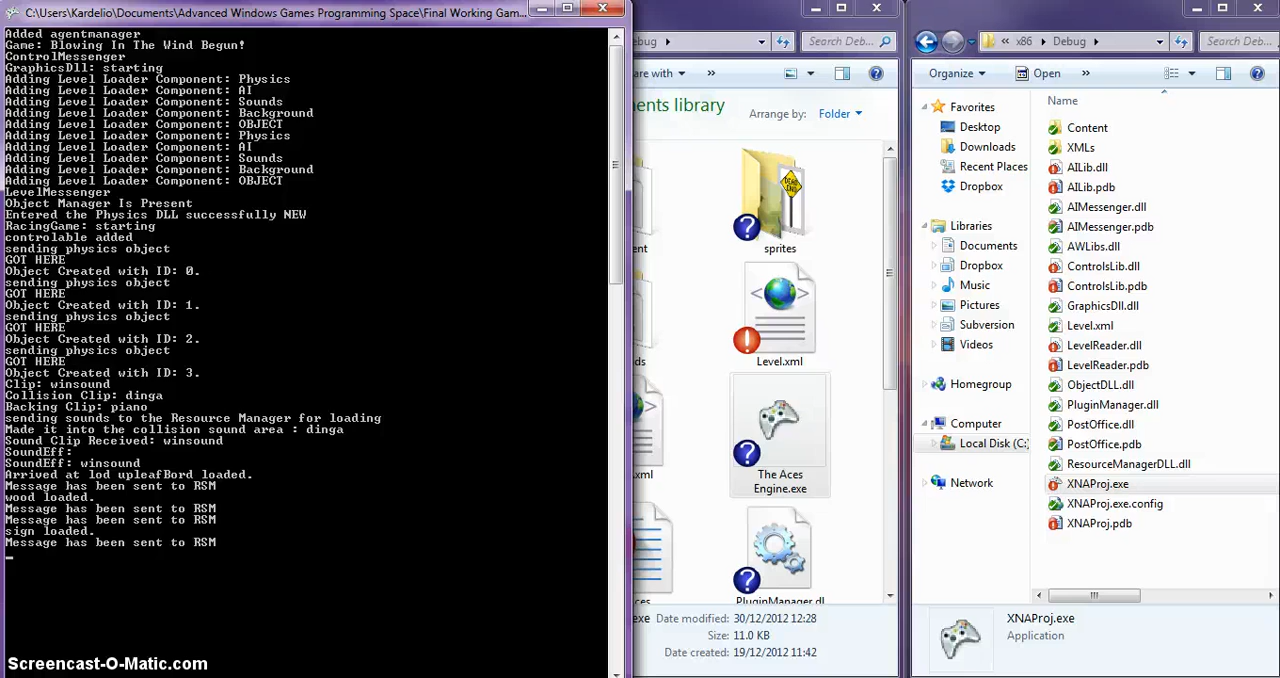 C:\Users\Kardelio\Documents\Advanced Windows Games Programming Space\Final Working Gam...
Added agentmanager
Game: Blowing In The Wind Begun!
ControlMessenger
GraphicsDll: starting
Adding Level Loader Component: Physics
Adding Level Loader Component: AI
Adding Level Loader Component: Sounds
Adding Level Loader Component: Background
Adding Level Loader Component: OBJECT
Adding Level Loader Component: Physics
Adding Level Loader Component: AI
Adding Level Loader Component: Sounds
Adding Level Loader Component: Background
Adding Level Loader Component: OBJECT
LevelMessenger
Object Manager Is Present
Entered the Physics DLL successfully NEW
RacingGame: starting
controlable added
sending physics object
GOT HERE
Object Created with ID: 0.
sending physics object
GOT HERE
Object Created with ID: 1.
sending physics object
GOT HERE
Object Created with ID: 2.
sending physics object
GOT HERE
Object Created with ID: 3.
Clip: winsound
Collision Clip: dinga
Backing Clip: piano
sending sounds to the Resource Manager for loading
Made it into the collision sound area : dinga
Sound Clip Received: winsound
SoundEff:
SoundEff: winsound
Arrived at lod upleafBord loaded.
Message has been sent to RSM
wood loaded.
Message has been sent to RSM
Message has been sent to RSM
sign loaded.
Message has been sent to RSM
Screencast-O-Matic.com
ebug
Search Deb...
are with
»
ents library
Arrange by:
Folder
ent
sprites
ds
Level.xml
.xml
The Aces
Engine.exe
ces
PluginManager.dl
exe
Date modified: 30/12/2012 12:28
Size: 11.0 KB
Date created: 19/12/2012 11:42
« x86
Debug
Search Deb...
Organize
Open
»
Favorites
Desktop
Downloads
Recent Places
Dropbox
Libraries
Documents
Dropbox
Music
Pictures
Subversion
Videos
Homegroup
Computer
Local Disk (C:)
Network
Name
Content
XMLs
AILib.dll
AILib.pdb
AIMessenger.dll
AIMessenger.pdb
AWLibs.dll
ControlsLib.dll
ControlsLib.pdb
GraphicsDll.dll
Level.xml
LevelReader.dll
LevelReader.pdb
ObjectDLL.dll
PluginManager.dll
PostOffice.dll
PostOffice.pdb
ResourceManagerDLL.dll
XNAProj.exe
XNAProj.exe.config
XNAProj.pdb
XNAProj.exe
Application